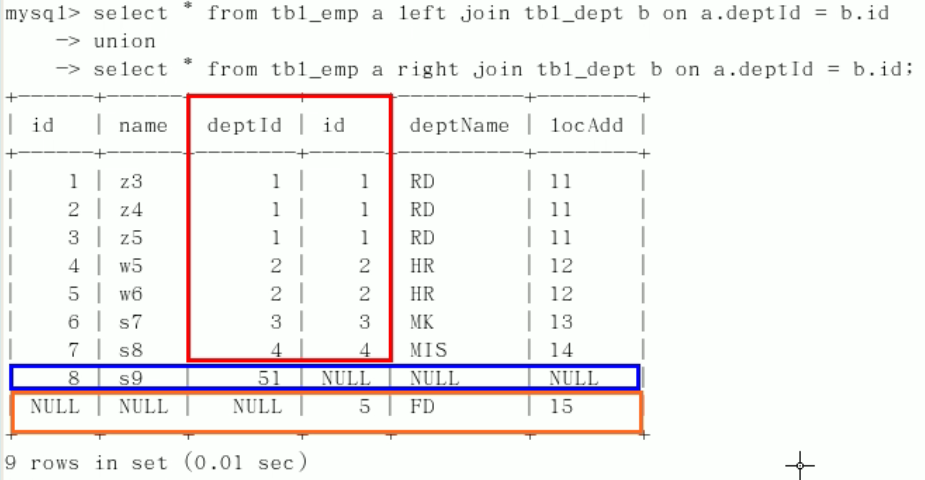 mysql> select * from tbl_emp a left join tbl_dept b on a.deptId = b.id
-> union
-> select * from tbl_emp a right join tbl_dept b on a.deptId = b.id;
| id | name | deptId | id | deptName | locAdd |
| 1 | z3 | 1 | 1 | RD | 11 |
| 2 | z4 | 1 | 1 | RD | 11 |
| 3 | z5 | 1 | 1 | RD | 11 |
| 4 | w5 | 2 | 2 | HR | 12 |
| 5 | w6 | 2 | 2 | HR | 12 |
| 6 | s7 | 3 | 3 | MK | 13 |
| 7 | s8 | 4 | 4 | MIS | 14 |
| 8 | s9 | 51 | NULL | NULL | NULL |
| NULL | NULL | NULL | 5 | FD | 15 |
9 rows in set (0.01 sec)